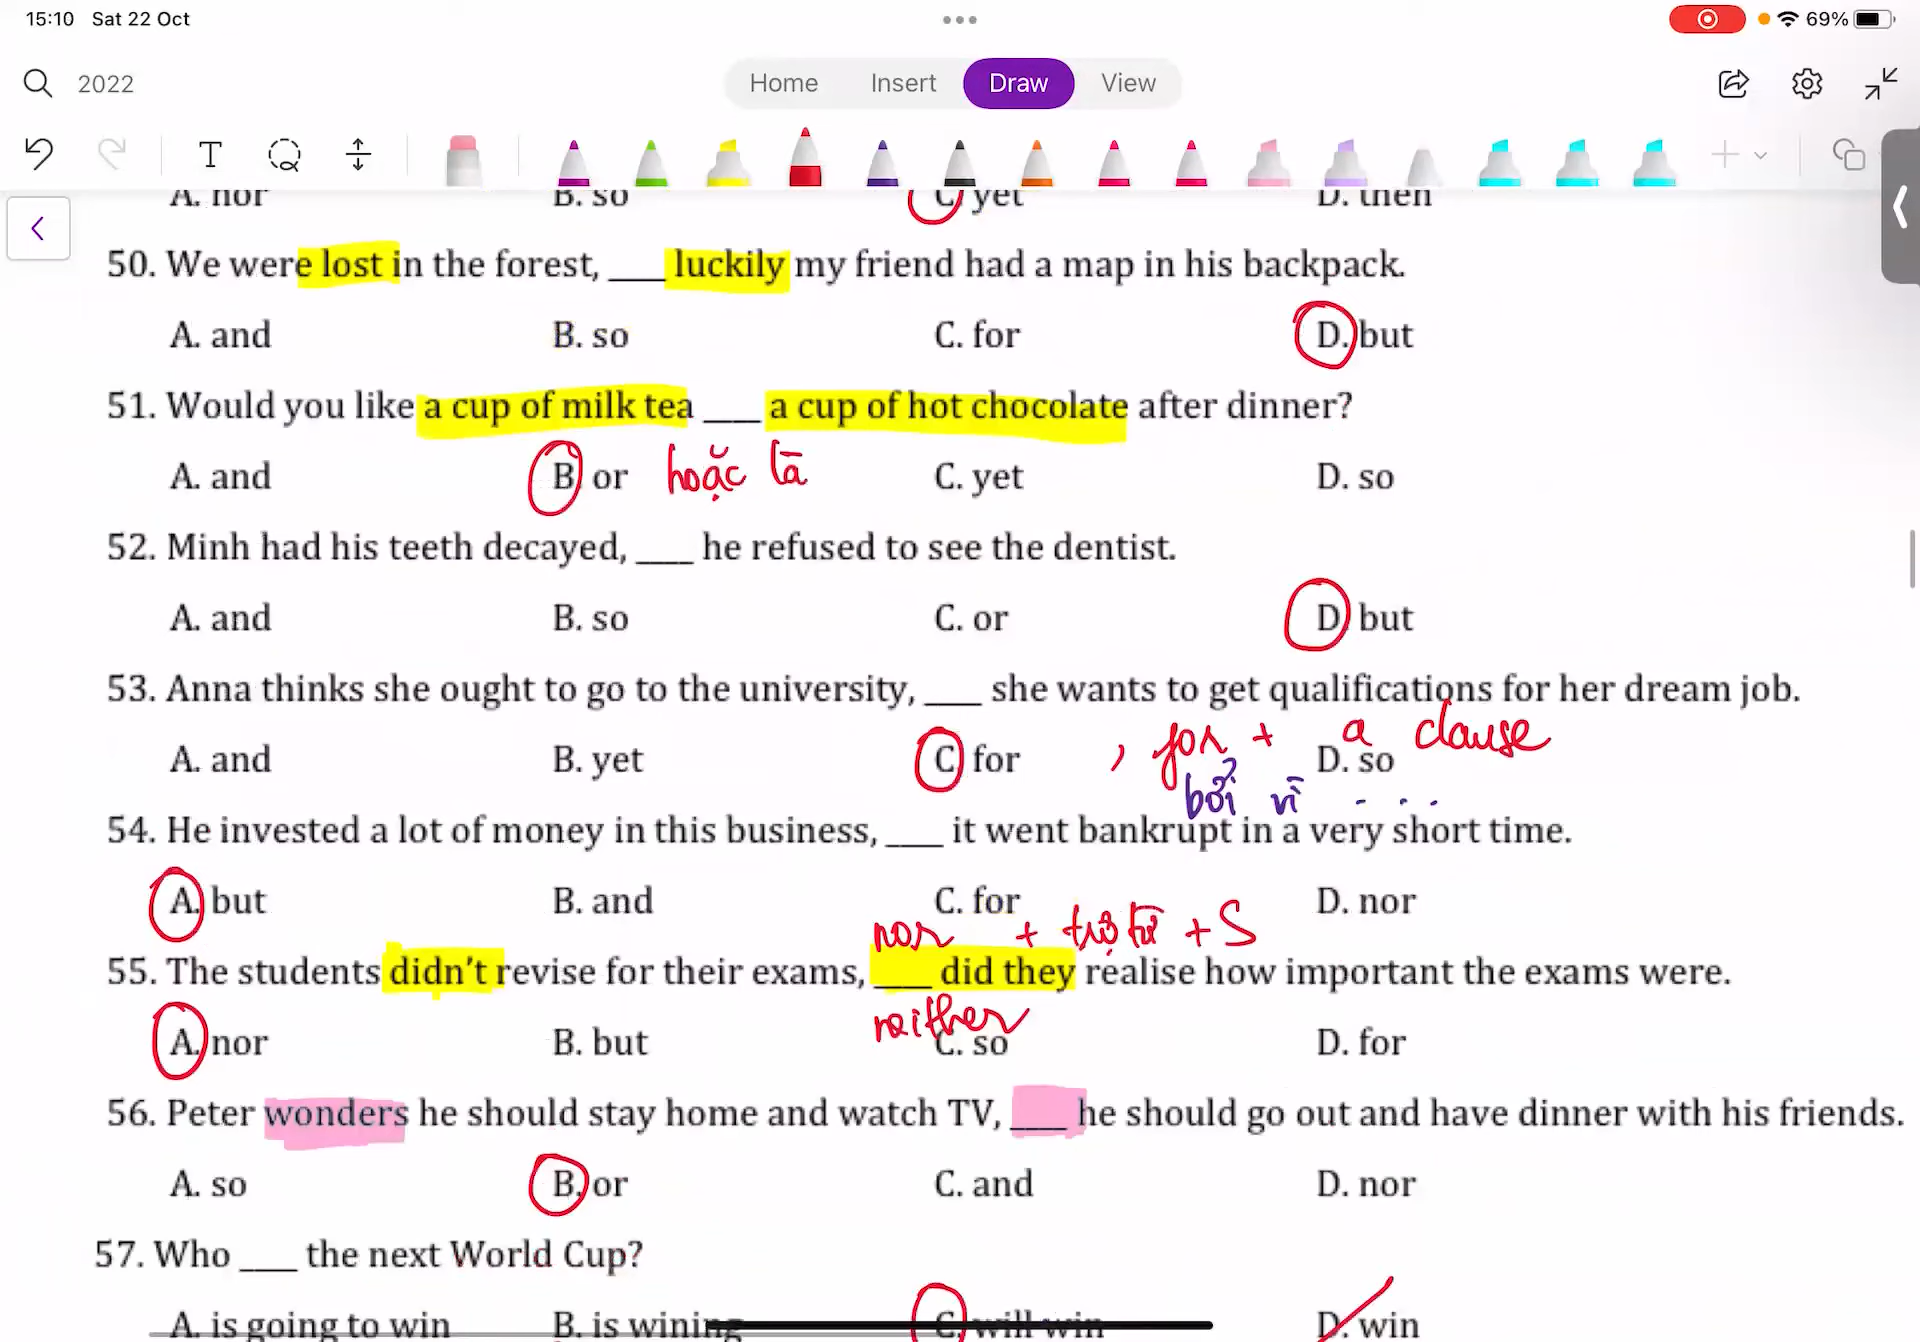 15:10 Sat 22 Oct
69%
2022
Home Insert Draw View
T
A. nor B. so C. yet D. then
50. We were lost in the forest, ____ luckily my friend had a map in his backpack.
A. and B. so C. for D. but
51. Would you like a cup of milk tea ____ a cup of hot chocolate after dinner?
A. and B. or hoặc là C. yet D. so
52. Minh had his teeth decayed, ____ he refused to see the dentist.
A. and B. so C. or D. but
53. Anna thinks she ought to go to the university, ____ she wants to get qualifications for her dream job.
, for + a clause
A. and B. yet C. for D. so
bởi vì ...
54. He invested a lot of money in this business, ____ it went bankrupt in a very short time.
A. but B. and C. for D. nor
nor + trợ từ + S
55. The students didn't revise for their exams, ____ did they realise how important the exams were.
neither
A. nor B. but C. so D. for
56. Peter wonders he should stay home and watch TV, ____ he should go out and have dinner with his friends.
A. so B. or C. and D. nor
57. Who ____ the next World Cup?
A. is going to win B. is wining C. will win D. win